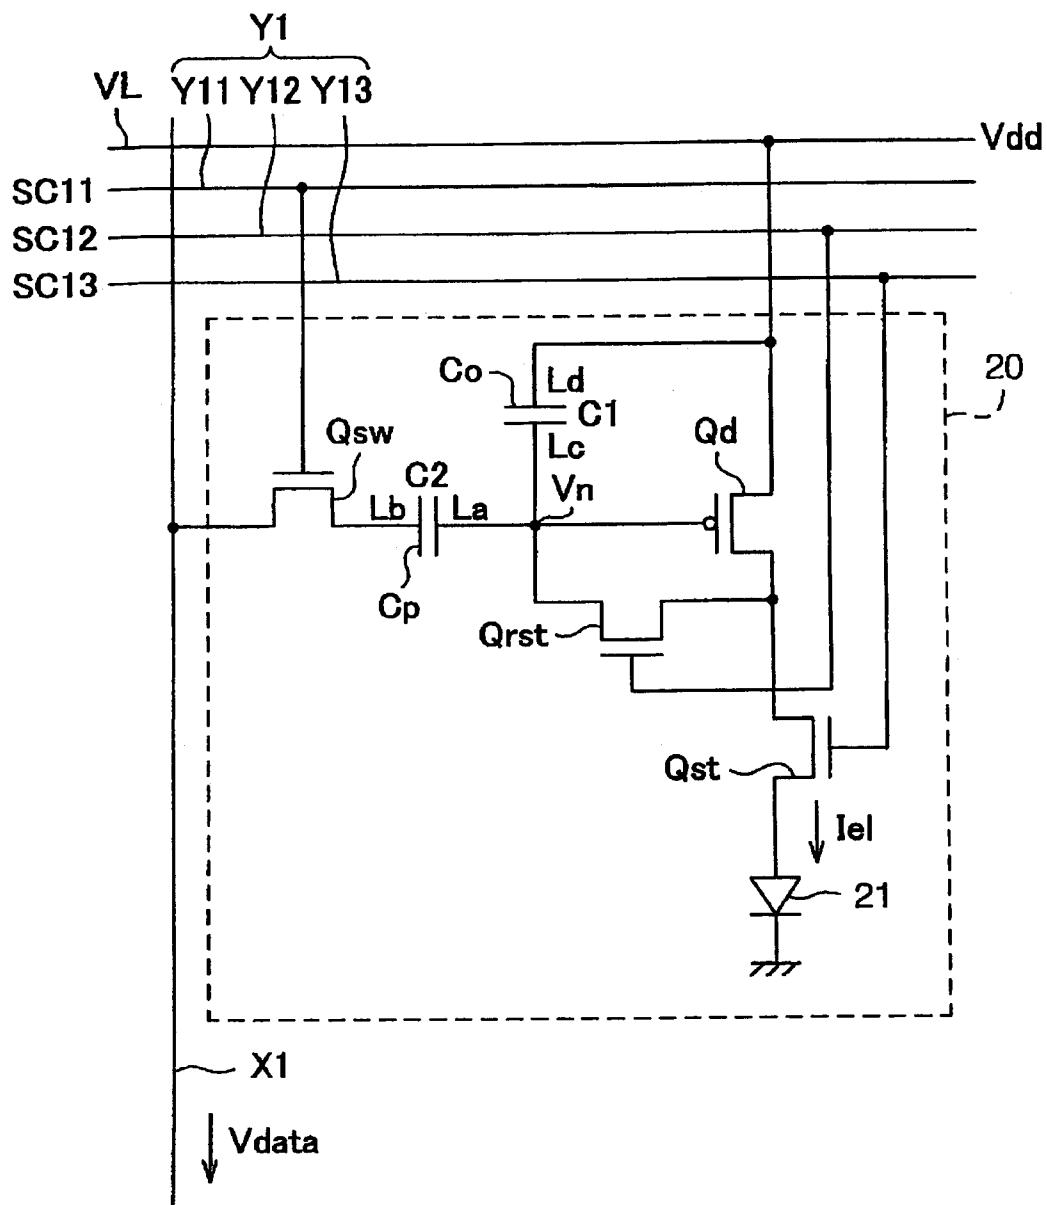 Y1
VL Y11 Y12 Y13
Vdd
SC11
SC12
SC13
20
Co Ld
C1
Qd
Qsw
Lc
C2
Lb La Vn
Cp
Qrst
Qst
Iel
21
X1
Vdata